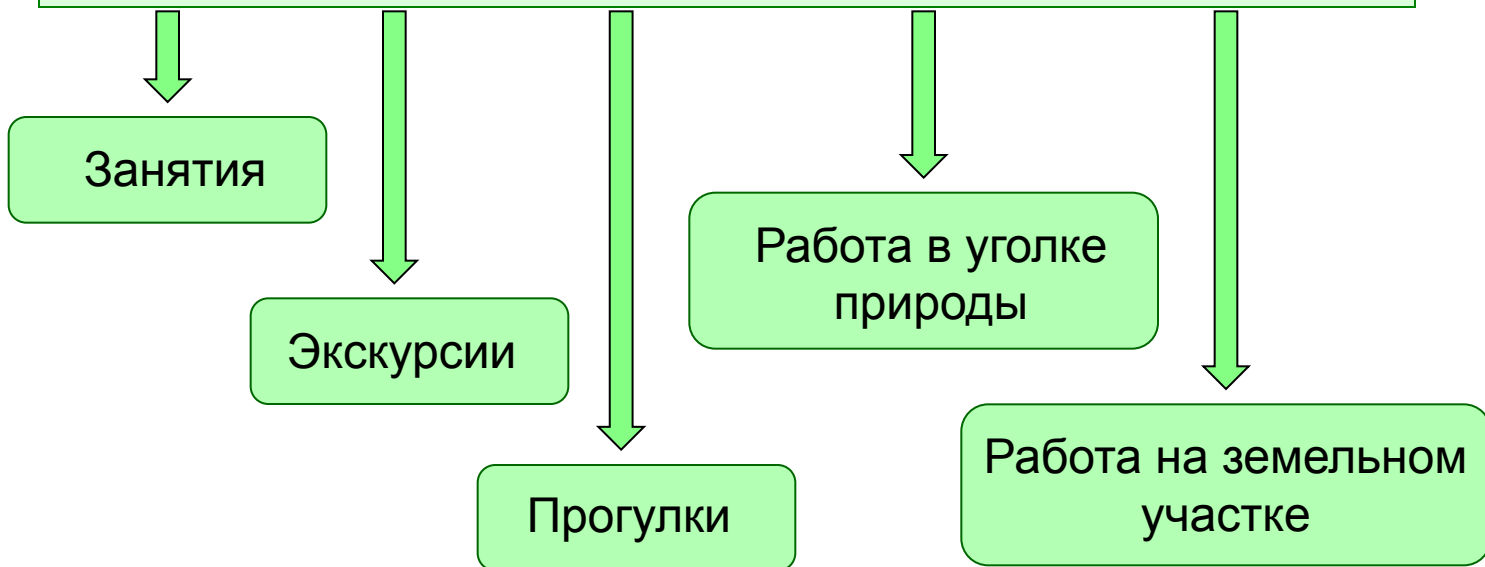 Занятия
Экскурсии
Прогулки
Работа в уголке
природы
Работа на земельном
участке